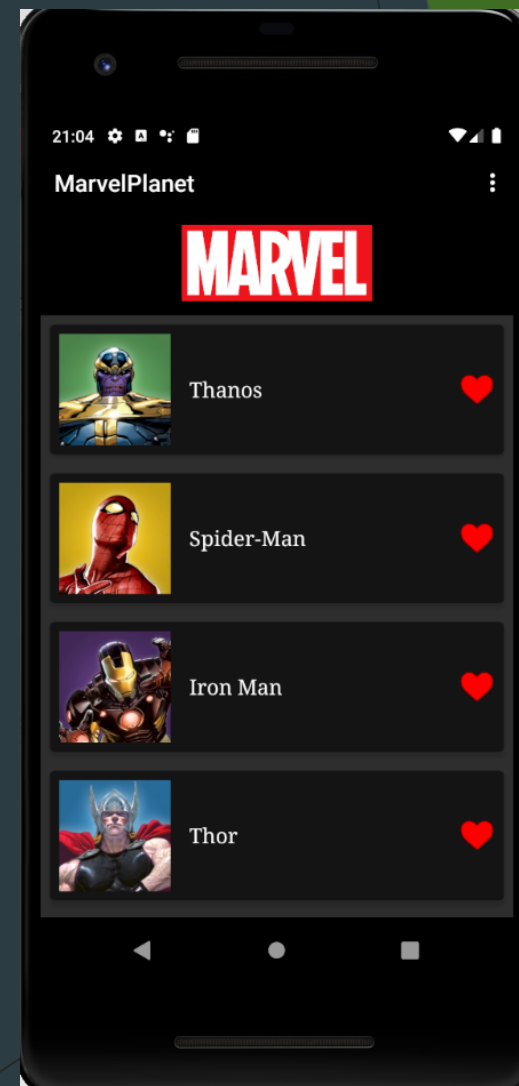 21:04
MarvelPlanet
MARVEL
Thanos
Spider-Man
Iron Man
Thor